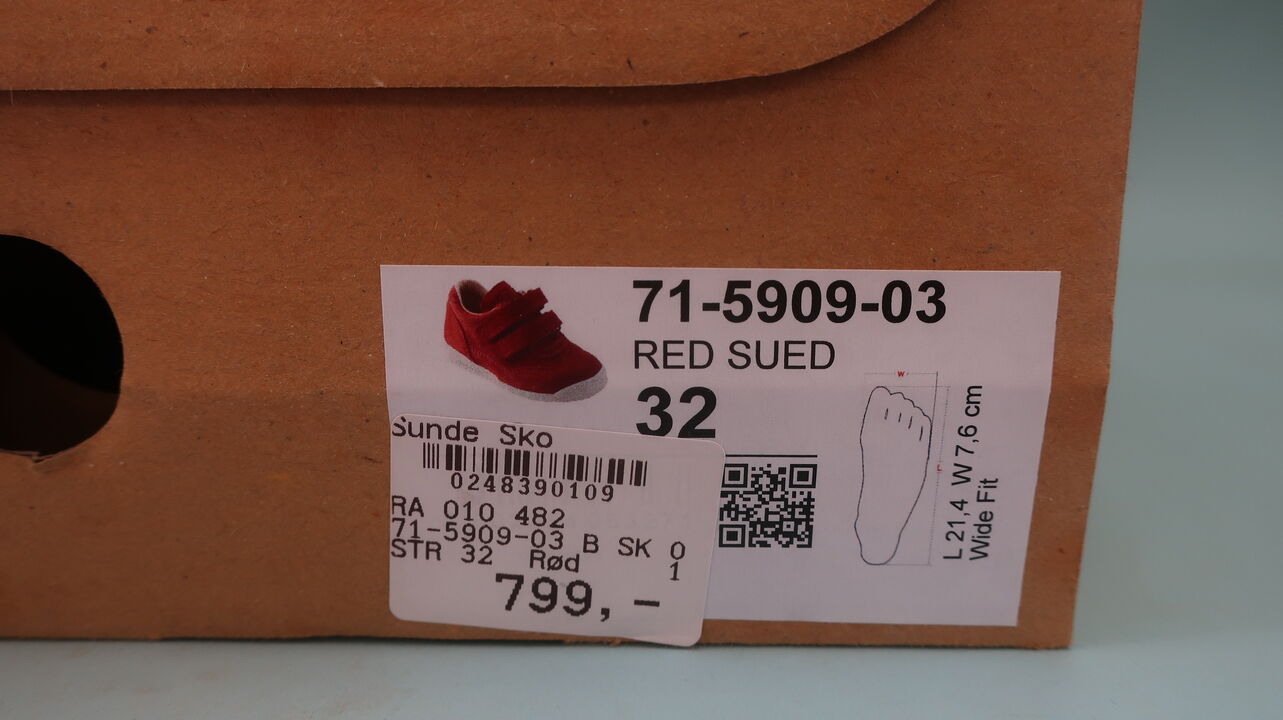 71-5909-03
RED SUED
32
W
L
L 21,4 W 7,6 cm
Wide Fit
Sunde Sko
0248390109
RA 010 482
71-5909-03 B SK 0
STR 32 Rød 1
799,-